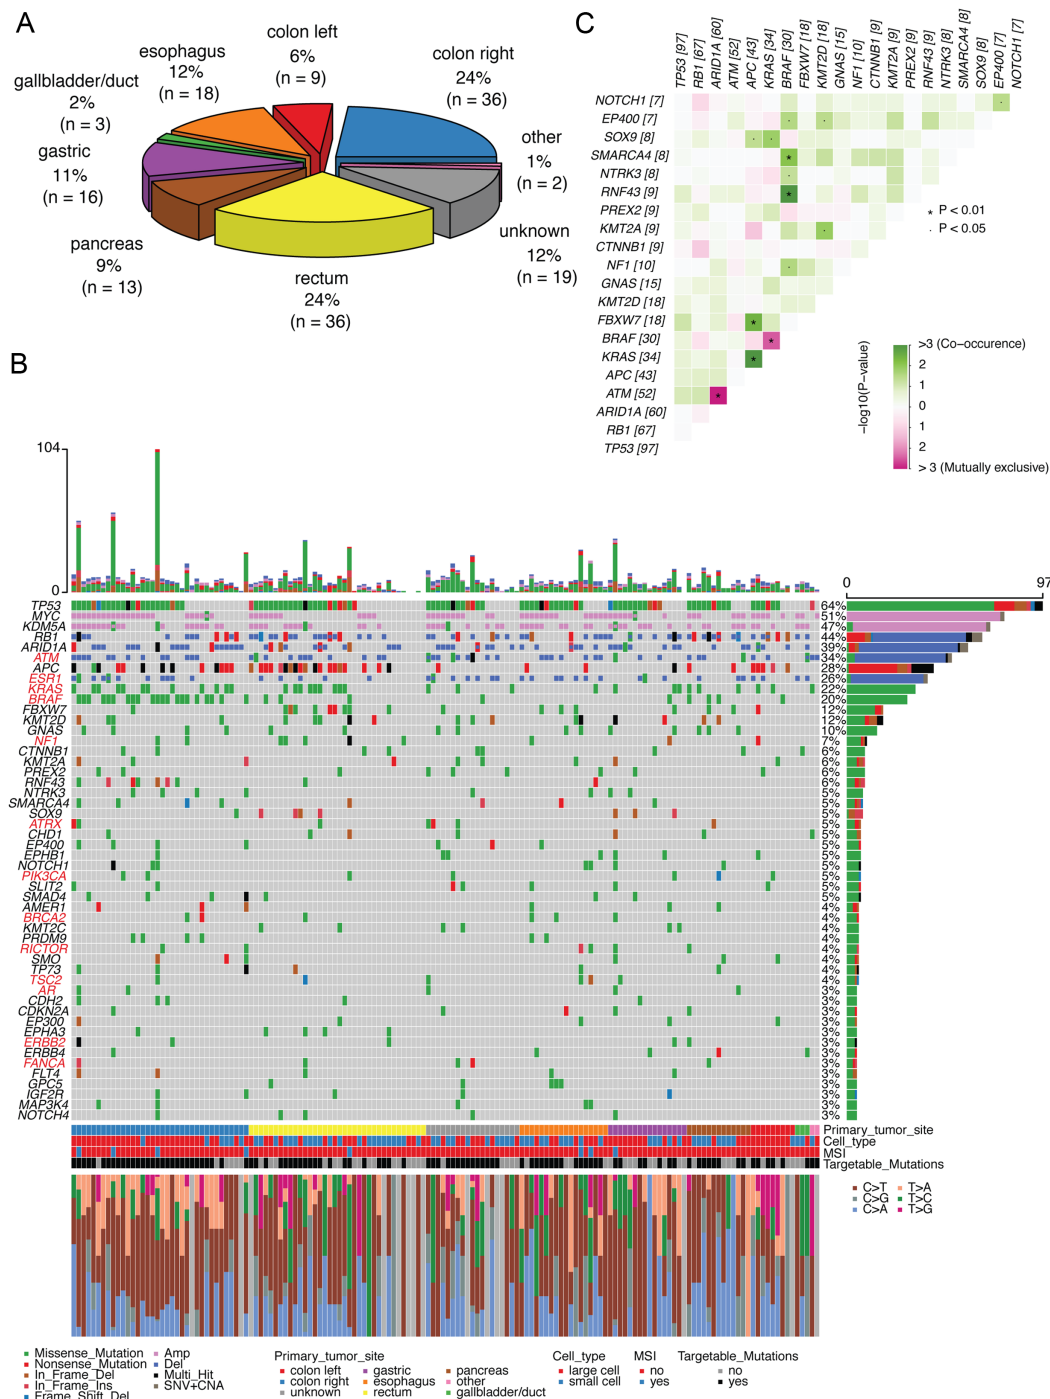 A
colon left
6%
(n = 9)
esophagus
12%
(n = 18)
colon right
24%
(n = 36)
gallbladder/duct
2%
(n = 3)
other
1%
(n = 2)
gastric
11%
(n = 16)
unknown
12%
(n = 19)
pancreas
9%
(n = 13)
rectum
24%
(n = 36)
C
TP53 [97]
RB1 [67]
ARID1A [60]
ATM [52]
APC [43]
KRAS [34]
BRAF [30]
FBXW7 [18]
KMT2D [18]
GNAS [15]
NF1 [10]
CTNNB1 [9]
KMT2A [9]
PREX2 [9]
RNF43 [9]
NTRK3 [8]
SMARCA4 [8]
SOX9 [8]
EP400 [7]
NOTCH1 [7]
NOTCH1 [7]
EP400 [7]
SOX9 [8]
SMARCA4 [8]
NTRK3 [8]
RNF43 [9]
PREX2 [9]
KMT2A [9]
CTNNB1 [9]
NF1 [10]
GNAS [15]
KMT2D [18]
FBXW7 [18]
BRAF [30]
KRAS [34]
APC [43]
ATM [52]
ARID1A [60]
RB1 [67]
TP53 [97]
* P < 0.01
· P < 0.05
−log10(P−value)
>3 (Co−occurence)
2
1
0
1
2
> 3 (Mutually exclusive)
B
104
0
0
97
TP53 64%
MYC 51%
KDM5A 47%
RB1 44%
ARID1A 39%
ATM 34%
APC 28%
ESR1 26%
KRAS 22%
BRAF 20%
FBXW7 12%
KMT2D 12%
GNAS 10%
NF1 7%
CTNNB1 6%
KMT2A 6%
PREX2 6%
RNF43 6%
NTRK3 5%
SMARCA4 5%
SOX9 5%
ATRX 5%
CHD1 5%
EP400 5%
EPHB1 5%
NOTCH1 5%
PIK3CA 5%
SLIT2 5%
SMAD4 5%
AMER1 4%
BRCA2 4%
KMT2C 4%
PRDM9 4%
RICTOR 4%
SMO 4%
TP73 4%
TSC2 4%
AR 3%
CDH2 3%
CDKN2A 3%
EP300 3%
EPHA3 3%
ERBB2 3%
ERBB4 3%
FANCA 3%
FLT4 3%
GPC5 3%
IGF2R 3%
MAP3K4 3%
NOTCH4 3%
Primary_tumor_site
Cell_type
MSI
Targetable_Mutations
C>T T>A
C>G T>C
C>A T>G
Missense_Mutation
Nonsense_Mutation
In_Frame_Del
In_Frame_Ins
Frame_Shift_Del
Amp
Del
Multi_Hit
SNV+CNA
Primary_tumor_site
colon left
colon right
unknown
gastric
esophagus
rectum
pancreas
other
gallbladder/duct
Cell_type
large cell
small cell
MSI
no
yes
Targetable_Mutations
no
yes